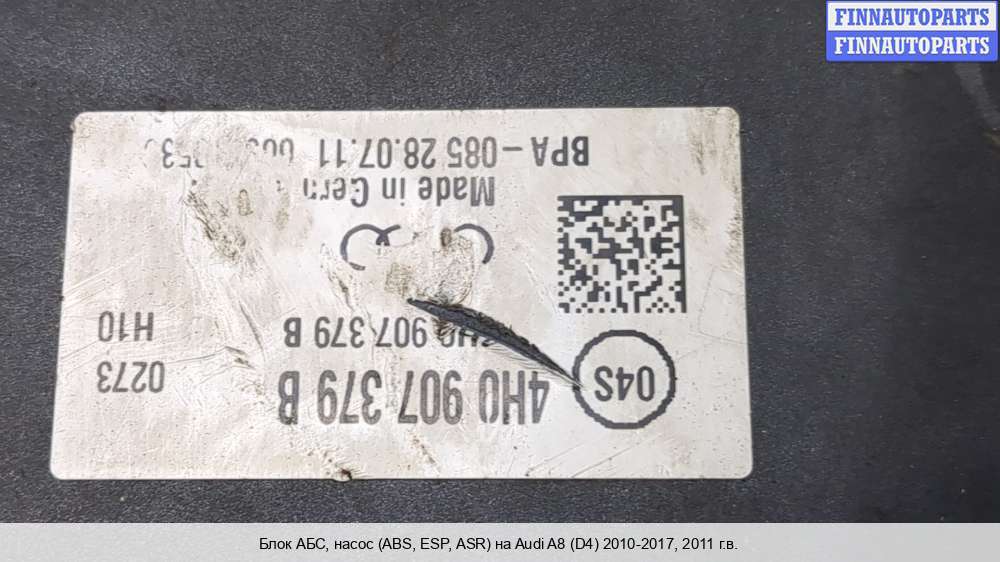 FINNAUTOPARTS
FINNAUTOPARTS
04S
4H0 907 379 B
0273
H0 907 379 B
H10
Made in
BPA – 085 28.07.11
Блок АБС, насос (ABS, ESP, ASR) на Audi A8 (D4) 2010-2017, 2011 г.в.